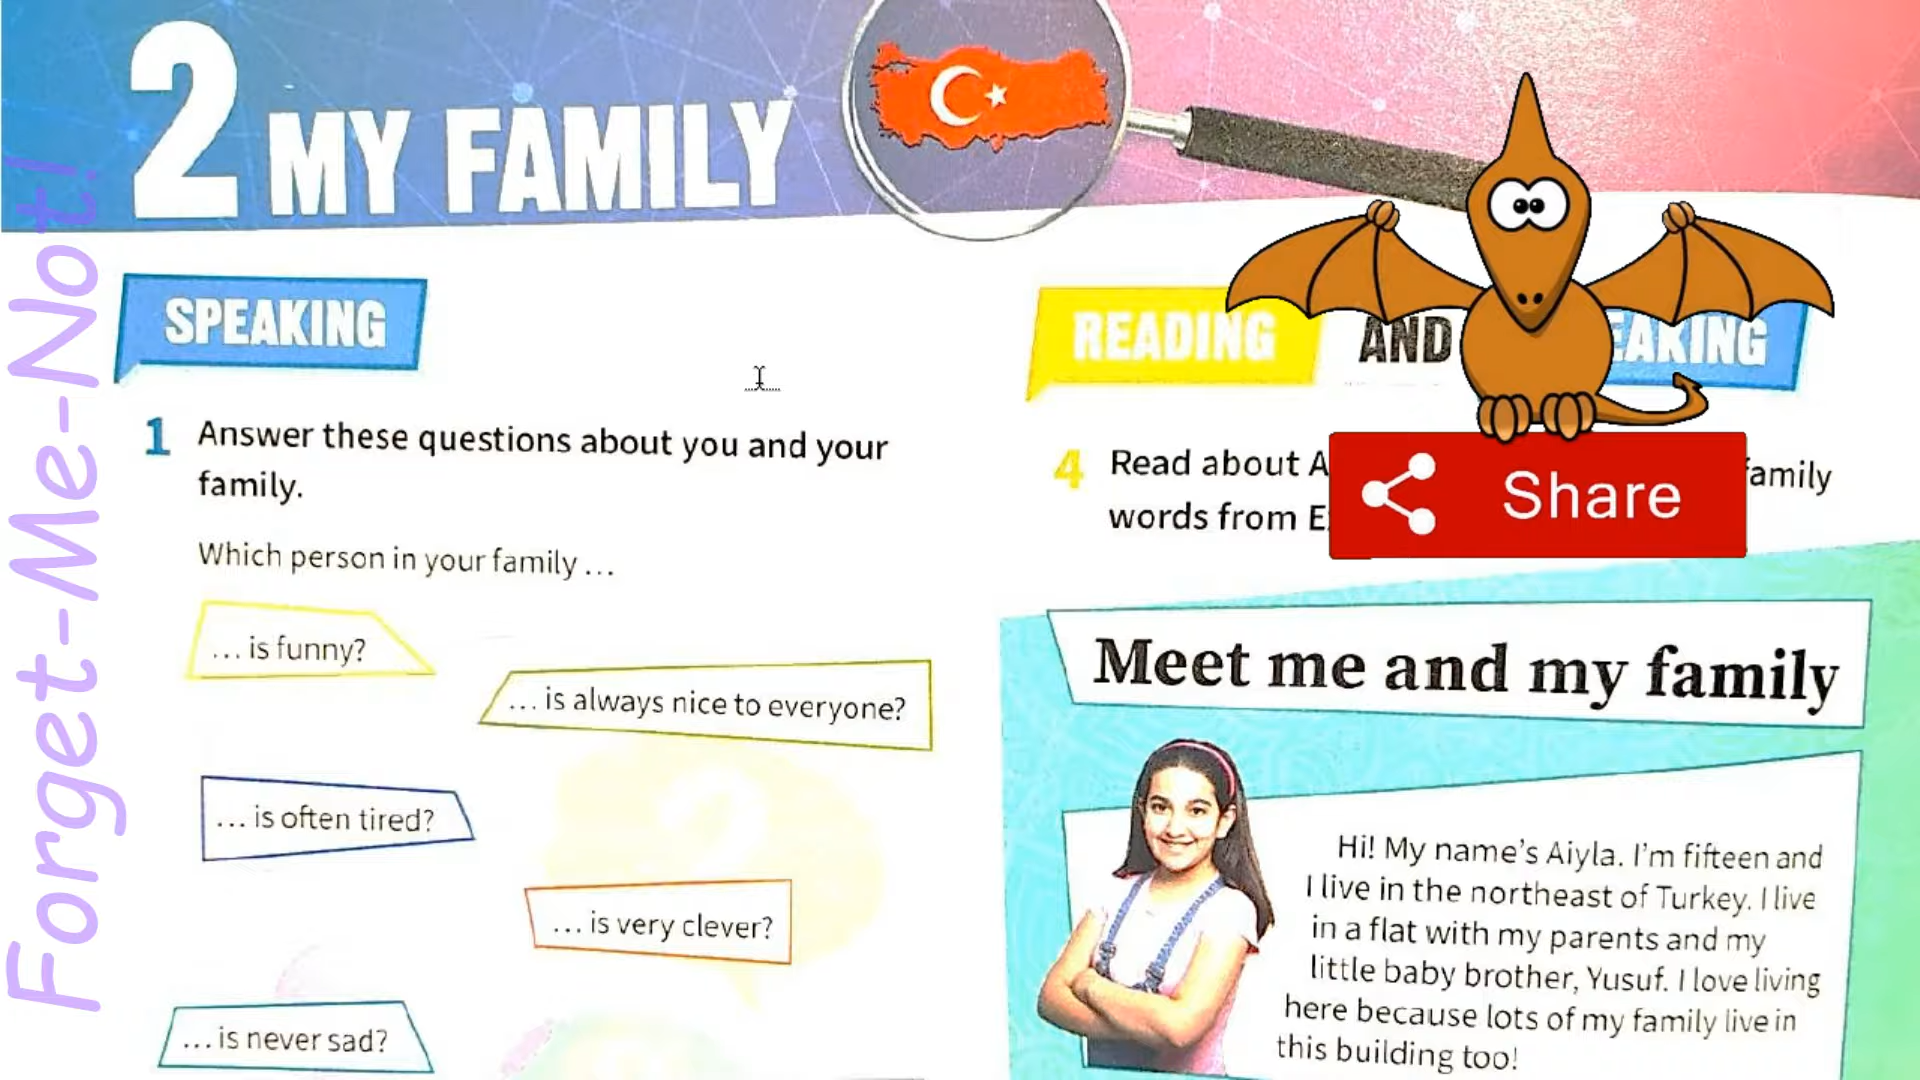 Forget-Me-Not!
2 MY FAMILY
SPEAKING
1 Answer these questions about you and your
family.
Which person in your family ...
... is funny?
... is always nice to everyone?
... is often tired?
... is very clever?
... is never sad?
READING AND
4 Read about
family
words from
Share
Meet me and my family
Hi! My name's Aiyla. I'm fifteen and
I live in the northeast of Turkey. I live
in a flat with my parents and my
little baby brother, Yusuf. I love living
here because lots of my family live in
this building too!